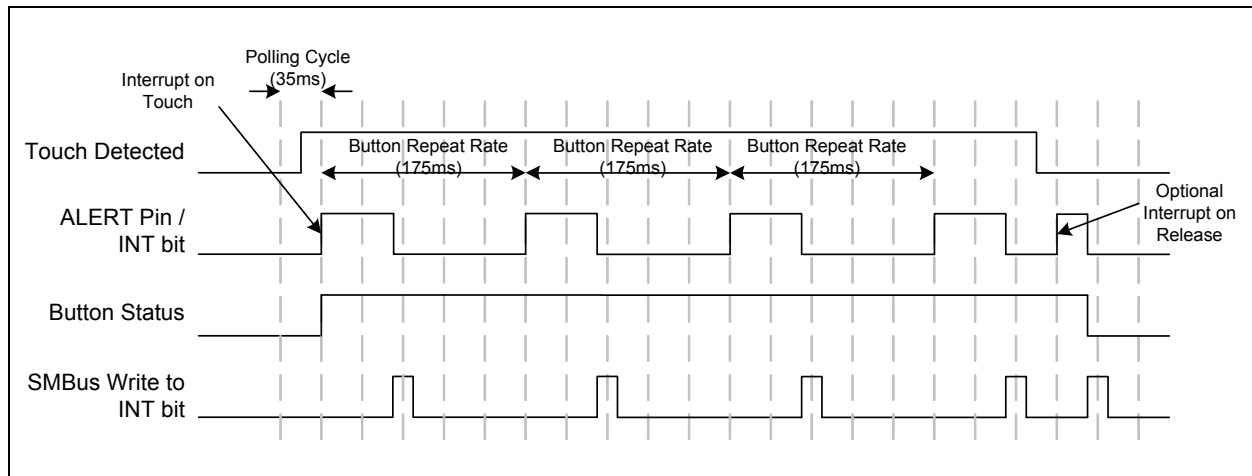 Polling Cycle
(35ms)
Interrupt on
Touch
Touch Detected
Button Repeat Rate
(175ms)
Button Repeat Rate
(175ms)
Button Repeat Rate
(175ms)
ALERT Pin /
INT bit
Optional
Interrupt on
Release
Button Status
SMBus Write to
INT bit